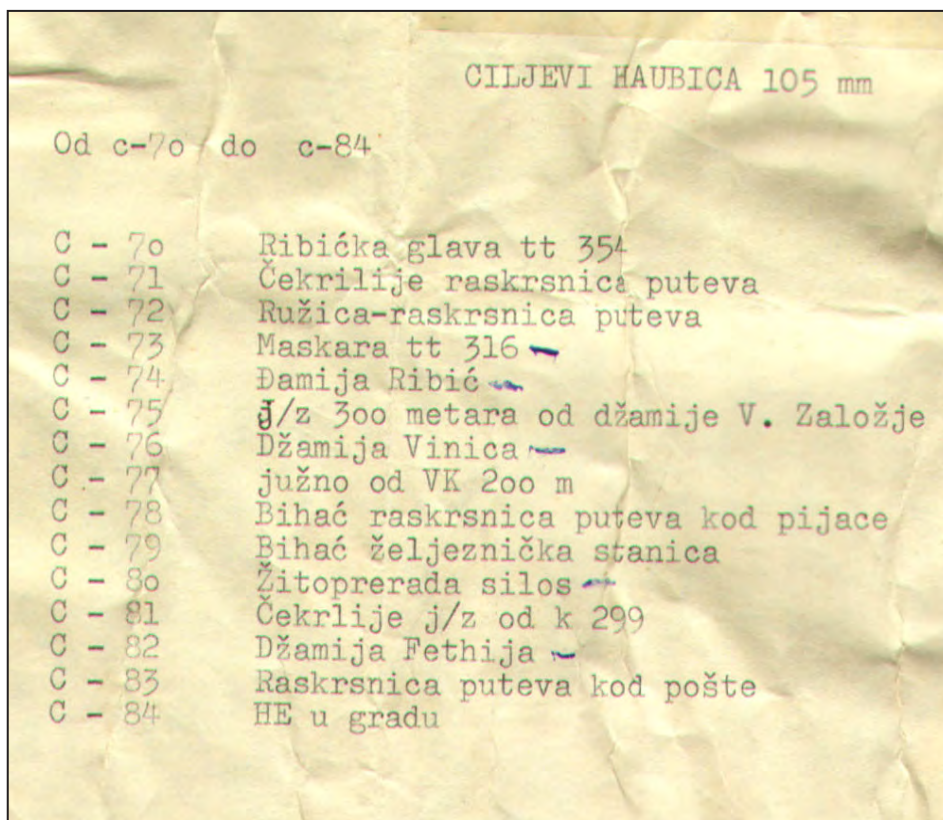 CILJEVI HAUBICA 105 mm
Od c-7o do c-84
C - 7o Ribićka glava tt 354
C - 71 Čekrilije raskrsnica puteva
C - 72 Ružica-raskrsnica puteva
C - 73 Maskara tt 316
C - 74 Đamija Ribić
C - 75 J/z 3oo metara od džamije V. Založje
C - 76 Džamija Vinica
C - 77 južno od VK 2oo m
C - 78 Bihać raskrsnica puteva kod pijace
C - 79 Bihać željeznička stanica
C - 8o Žitoprerada silos
C - 81 Čekrlije j/z od k 299
C - 82 Džamija Fethija
C - 83 Raskrsnica puteva kod pošte
C - 84 HE u gradu